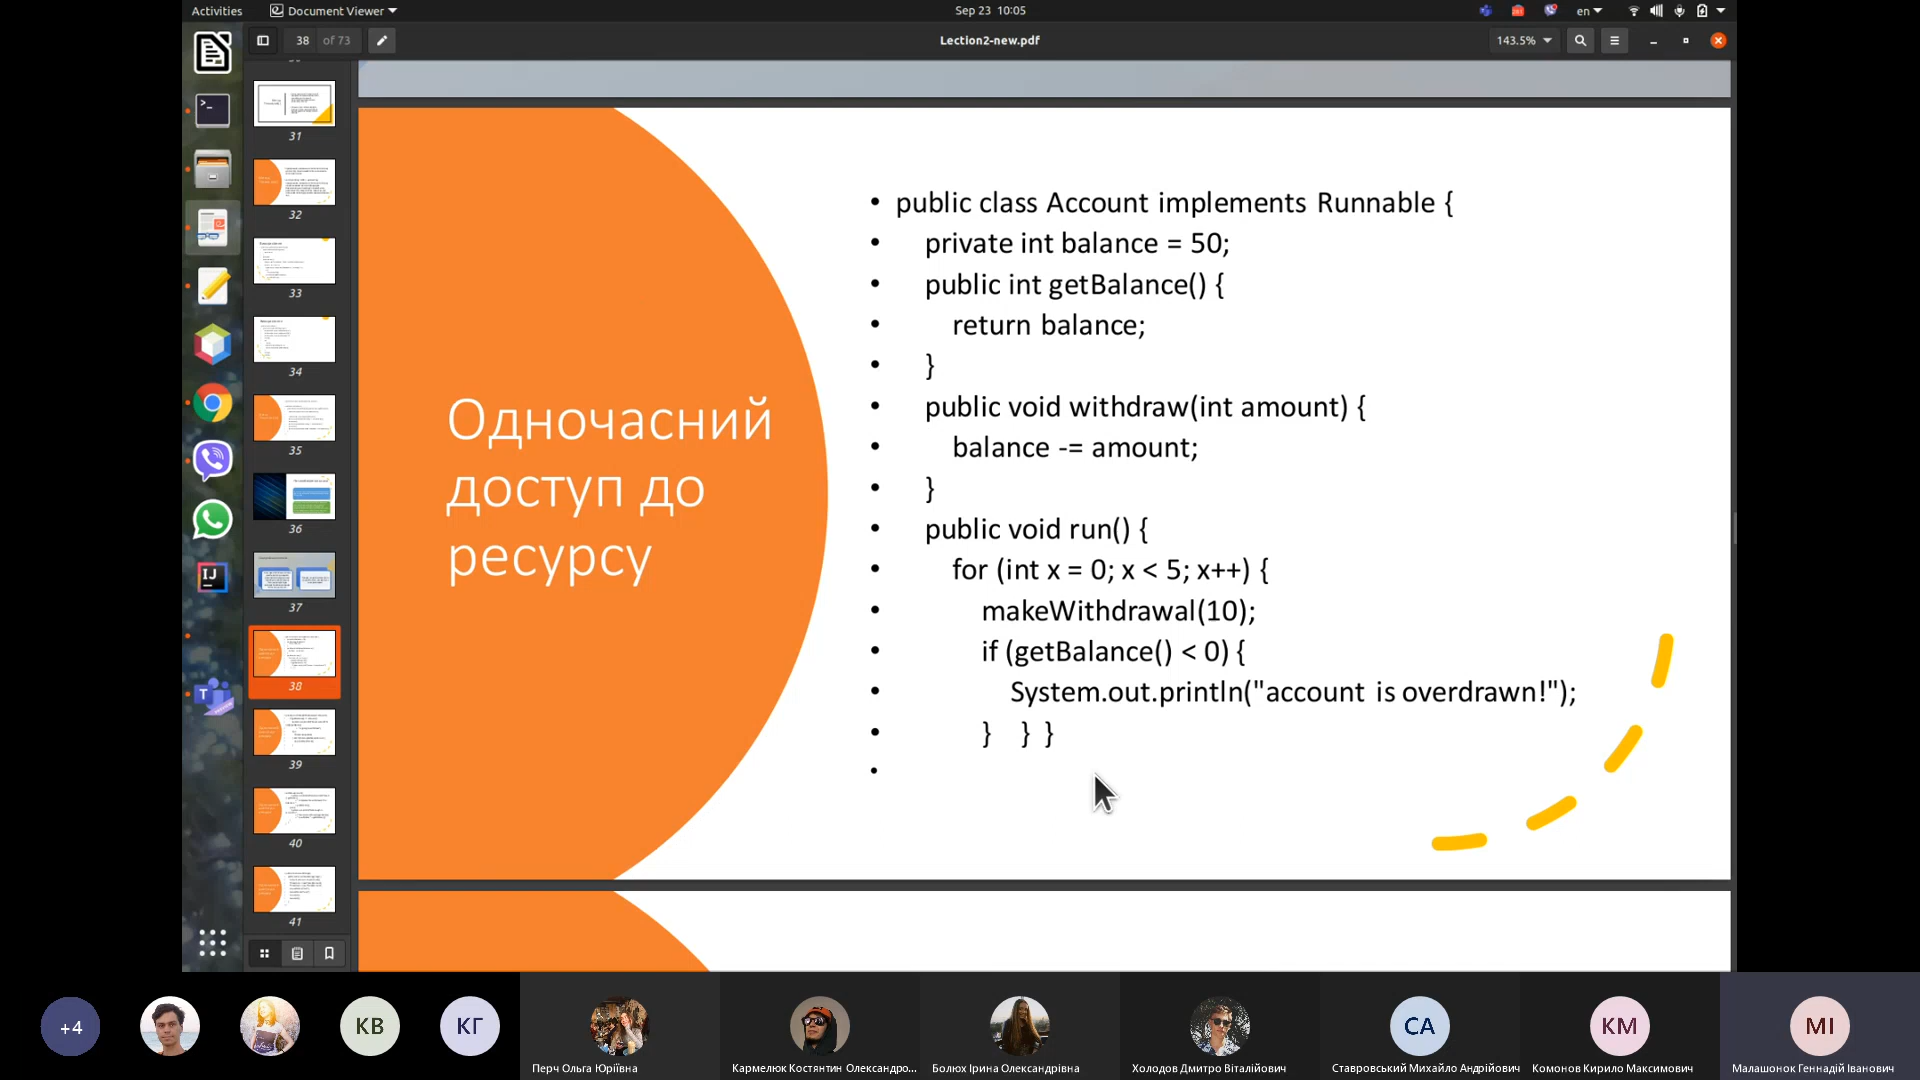 Activities
Document Viewer
Sep 23 10:05
en
38 of 73
Lection2-new.pdf
143.5%
31
32
33
34
35
36
37
38
39
40
41
Одночасний
доступ до
ресурсу
• public class Account implements Runnable {
• private int balance = 50;
• public int getBalance() {
• return balance;
• }
• public void withdraw(int amount) {
• balance -= amount;
• }
• public void run() {
• for (int x = 0; x < 5; x++) {
• makeWithdrawal(10);
• if (getBalance() < 0) {
• System.out.println("account is overdrawn!");
• } } }
•
+4
КВ
КГ
СА
КМ
МІ
Перч Ольга Юріївна
Кармелюк Костянтин Олександро...
Болюх Ірина Олександрівна
Холодов Дмитро Віталійович
Ставровський Михайло Андрійович
Комонов Кирило Максимович
Малашонок Геннадій Іванович